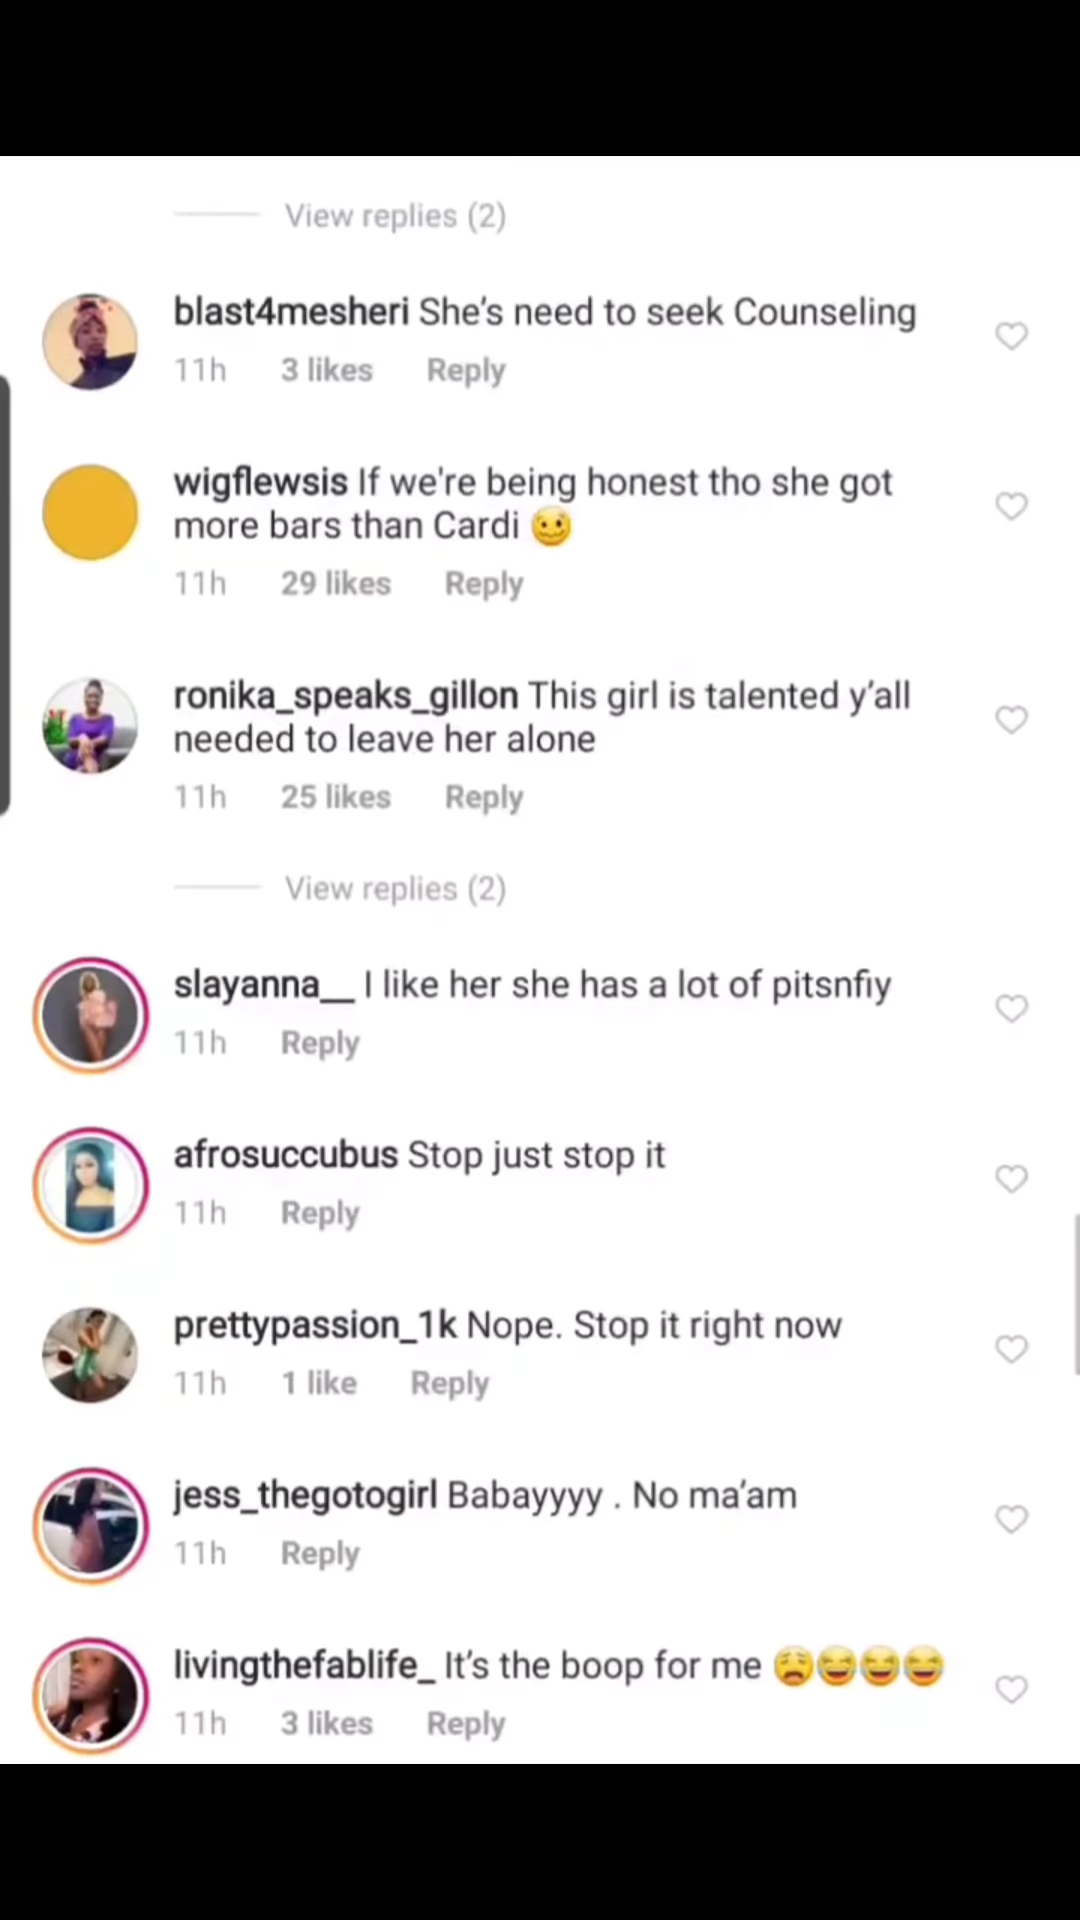 View replies (2)
blast4mesheri She's need to seek Counseling
11h 3 likes Reply
wigflewsis If we're being honest tho she got
more bars than Cardi 🥴
11h 29 likes Reply
ronika_speaks_gillon This girl is talented y'all
needed to leave her alone
11h 25 likes Reply
View replies (2)
slayanna__ I like her she has a lot of pitsnfiy
11h Reply
afrosuccubus Stop just stop it
11h Reply
prettypassion_1k Nope. Stop it right now
11h 1 like Reply
jess_thegotogirl Babayyyy . No ma'am
11h Reply
livingthefablife_ It's the boop for me 😩😂😂😂
11h 3 likes Reply